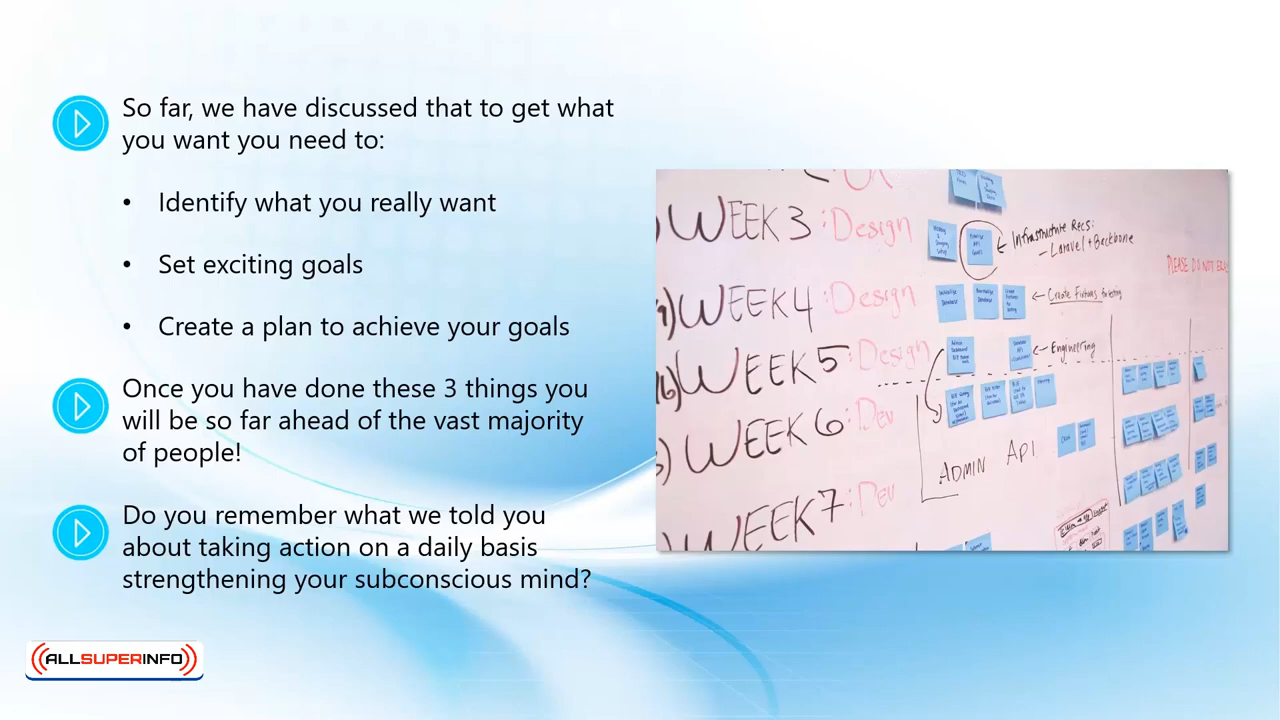 So far, we have discussed that to get what
you want you need to:
• Identify what you really want
• Set exciting goals
• Create a plan to achieve your goals
Once you have done these 3 things you
will be so far ahead of the vast majority
of people!
Do you remember what we told you
about taking action on a daily basis
strengthening your subconscious mind?
ALLSUPERINFO
WEEK 3 :Design
Infrastructure Recs:
- Laravel + Backbone
PLEASE DO NOT
WEEK 4 :Design
Create Fixtures for testing
WEEK 5 :Design
Engineering
WEEK 6 :Dev
ADMIN API
WEEK 7 :Dev